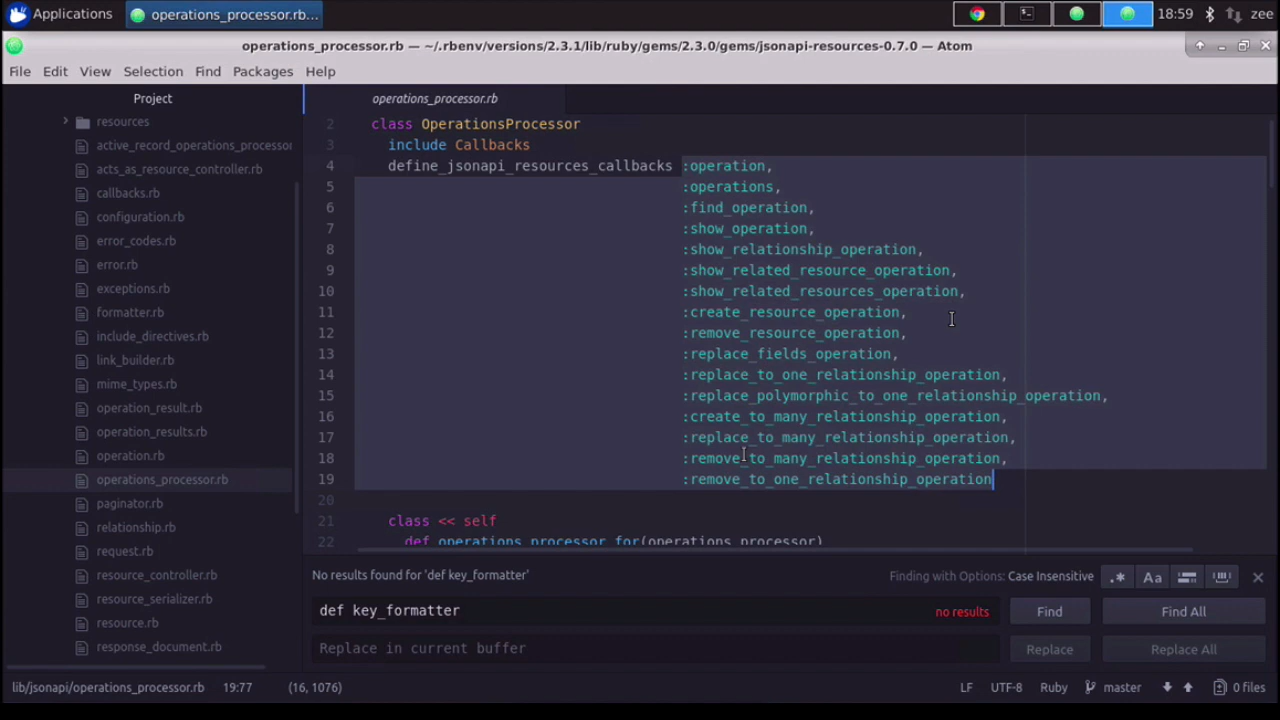 Applications
operations_processor.rb...
18:59
zee
operations_processor.rb — ~/.rbenv/versions/2.3.1/lib/ruby/gems/2.3.0/gems/jsonapi-resources-0.7.0 — Atom
File Edit View Selection Find Packages Help
Project
resources
active_record_operations_processor
acts_as_resource_controller.rb
callbacks.rb
configuration.rb
error_codes.rb
error.rb
exceptions.rb
formatter.rb
include_directives.rb
link_builder.rb
mime_types.rb
operation_result.rb
operation_results.rb
operation.rb
operations_processor.rb
paginator.rb
relationship.rb
request.rb
resource_controller.rb
resource_serializer.rb
resource.rb
response_document.rb
operations_processor.rb
2 class OperationsProcessor
3 include Callbacks
4 define_jsonapi_resources_callbacks :operation,
5 :operations,
6 :find_operation,
7 :show_operation,
8 :show_relationship_operation,
9 :show_related_resource_operation,
10 :show_related_resources_operation,
11 :create_resource_operation,
12 :remove_resource_operation,
13 :replace_fields_operation,
14 :replace_to_one_relationship_operation,
15 :replace_polymorphic_to_one_relationship_operation,
16 :create_to_many_relationship_operation,
17 :replace_to_many_relationship_operation,
18 :remove_to_many_relationship_operation,
19 :remove_to_one_relationship_operation
20
21 class << self
22 def operations_processor_for(operations_processor)
No results found for 'def key_formatter'
Finding with Options: Case Insensitive
.* Aa
def key_formatter
no results
Find
Find All
Replace in current buffer
Replace
Replace All
lib/jsonapi/operations_processor.rb 19:77 (16, 1076)
LF UTF-8 Ruby master 0 files